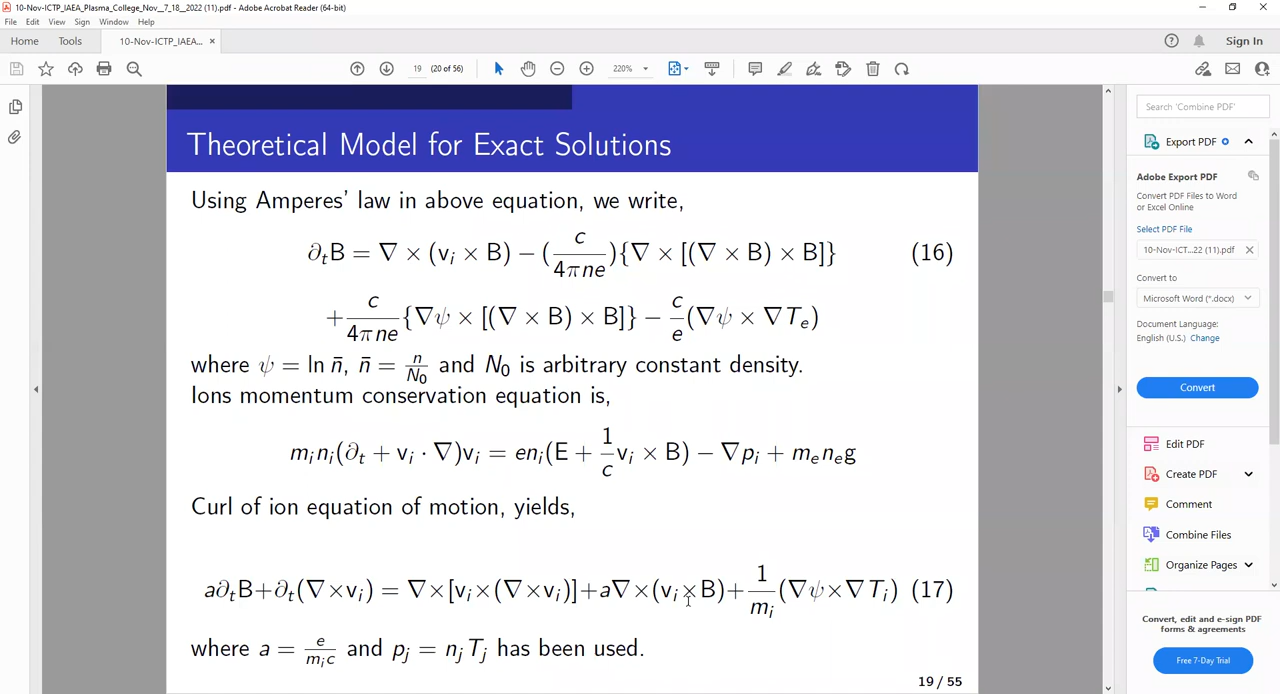 10-Nov-ICTP_IAEA_Plasma_College_Nov__7_18__2022 (11).pdf - Adobe Acrobat Reader (64-bit)
File Edit View Sign Window Help
Home Tools 10-Nov-ICTP_IAEA... × Sign In
19 (20 of 56) 220%
Theoretical Model for Exact Solutions
Using Amperes' law in above equation, we write,
∂ₜB = ∇ × (vᵢ × B) − (c/4πne){∇ × [(∇ × B) × B]} (16)
+ c/4πne {∇ψ × [(∇ × B) × B]} − c/e (∇ψ × ∇Tₑ)
where ψ = ln n̄, n̄ = n/N₀ and N₀ is arbitrary constant density.
Ions momentum conservation equation is,
mᵢnᵢ(∂ₜ + vᵢ · ∇)vᵢ = enᵢ(E + 1/c vᵢ × B) − ∇pᵢ + mₑnₑg
Curl of ion equation of motion, yields,
a∂ₜB+∂ₜ(∇×vᵢ) = ∇×[vᵢ×(∇×vᵢ)]+a∇×(vᵢ×B)+ 1/mᵢ (∇ψ×∇Tᵢ) (17)
where a = e/mᵢc and pⱼ = nⱼTⱼ has been used.
19 / 55
Search 'Combine PDF'
Export PDF
Adobe Export PDF
Convert PDF Files to Word
or Excel Online
Select PDF File
10-Nov-ICT...22 (11).pdf ×
Convert to
Microsoft Word (*.docx)
Document Language:
English (U.S.) Change
Convert
Edit PDF
Create PDF
Comment
Combine Files
Organize Pages
Convert, edit and e-sign PDF
forms & agreements
Free 7-Day Trial